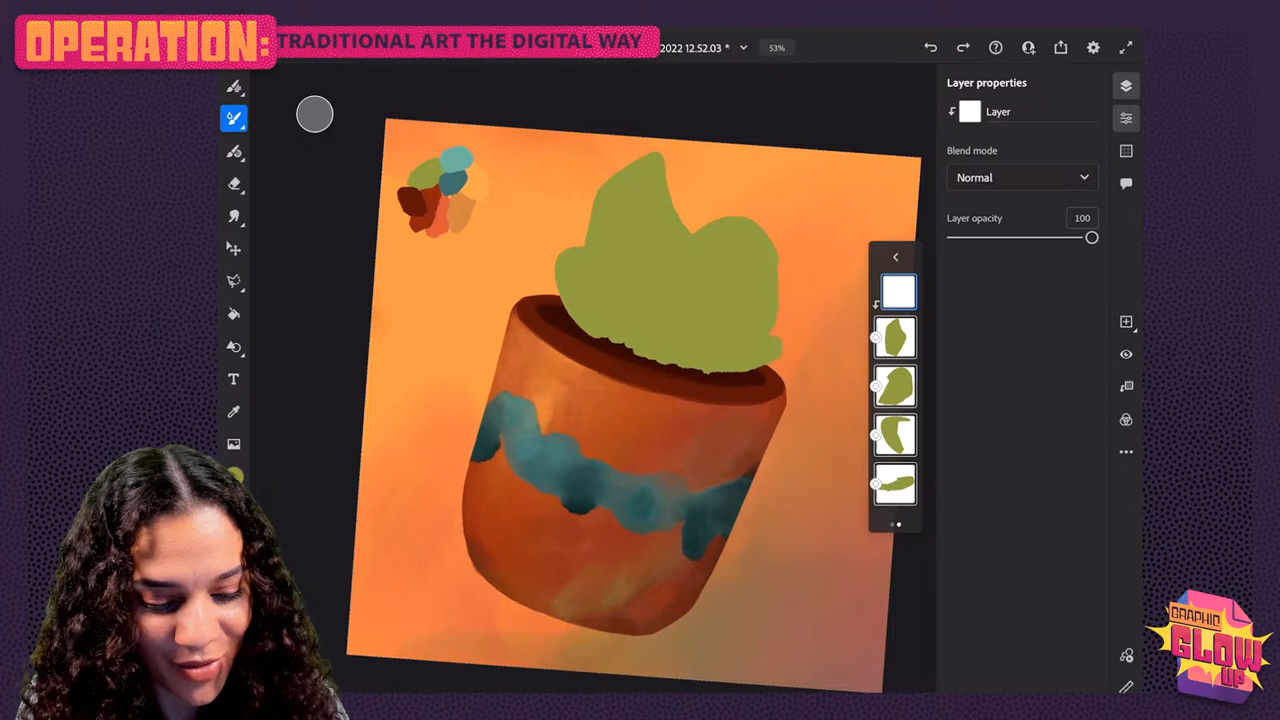 OPERATION:
TRADITIONAL ART THE DIGITAL WAY
2022 12.52.03 *
53%
Layer properties
Layer
Blend mode
Normal
Layer opacity
100
T
GRAPHIC
GLOW
UP